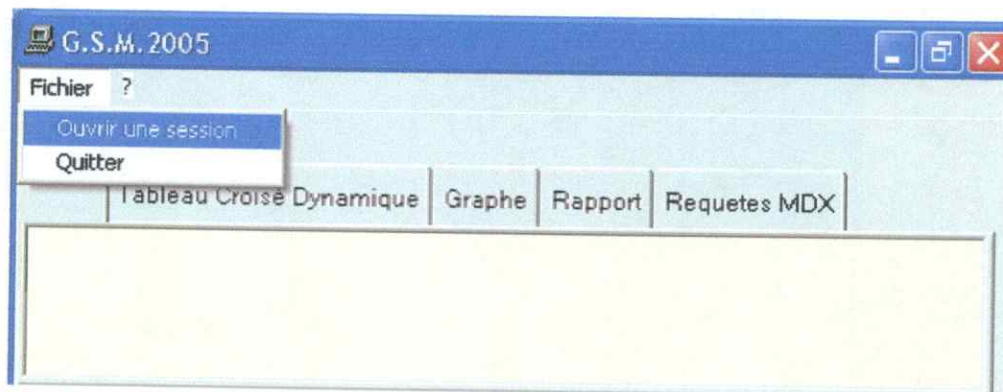 G.S.M. 2005
Fichier ?
Ouvrir une session
Quitter
Tableau Croisé Dynamique Graphe Rapport Requetes MDX